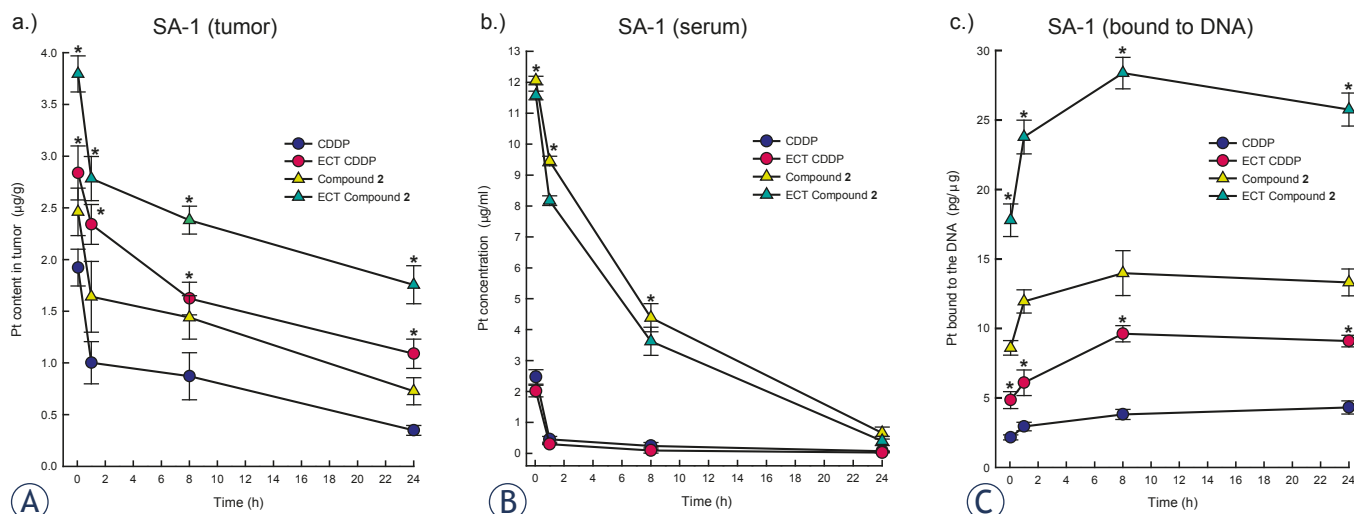 a.) SA-1 (tumor)
4.0
3.5
3.0
2.5
2.0
1.5
1.0
0.5
0.0
Pt content in tumor (µg/g)
0 2 4 6 8 10 12 14 16 18 20 22 24
Time (h)
* * * * * * * *
CDDP
ECT CDDP
Compound 2
ECT Compound 2
A
b.) SA-1 (serum)
13
12
11
10
9
8
7
6
5
4
3
2
1
0
Pt concentration (µg/ml)
0 2 4 6 8 10 12 14 16 18 20 22 24
Time (h)
* * *
CDDP
ECT CDDP
Compound 2
ECT Compound 2
B
c.) SA-1 (bound to DNA)
30
25
20
15
10
5
0
Pt bound to the DNA (pg/µg)
0 2 4 6 8 10 12 14 16 18 20 22 24
Time (h)
* * * * * * * *
CDDP
ECT CDDP
Compound 2
ECT Compound 2
C